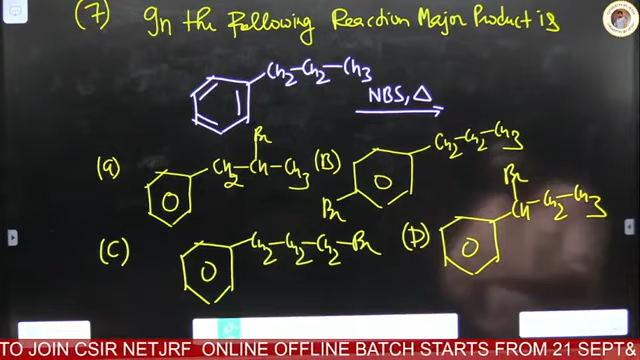 (7) In the Following Reaction Major Product is
CH2-CH2-CH3
NBS, Δ
(a) CH2-CH-CH3 Br
(B) CH2-CH2-CH3 Br
(C) CH2-CH2-CH2-Br
(D) CH-CH2-CH3 Br
TO JOIN CSIR NETJRF ONLINE OFFLINE BATCH STARTS FROM 21 SEPT&